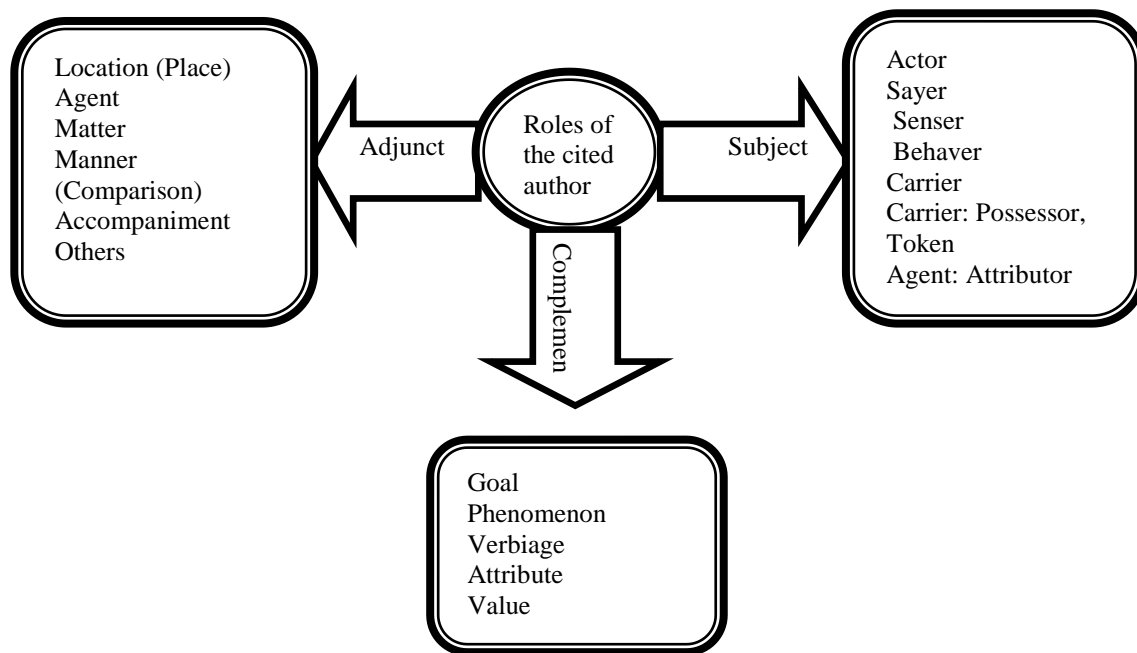 Location (Place)
Agent
Matter
Manner
(Comparison)
Accompaniment
Others
Adjunct
Roles of
the cited
author
Subject
Actor
Sayer
Senser
Behaver
Carrier
Carrier: Possessor,
Token
Agent: Attributor
Complemen
Goal
Phenomenon
Verbiage
Attribute
Value